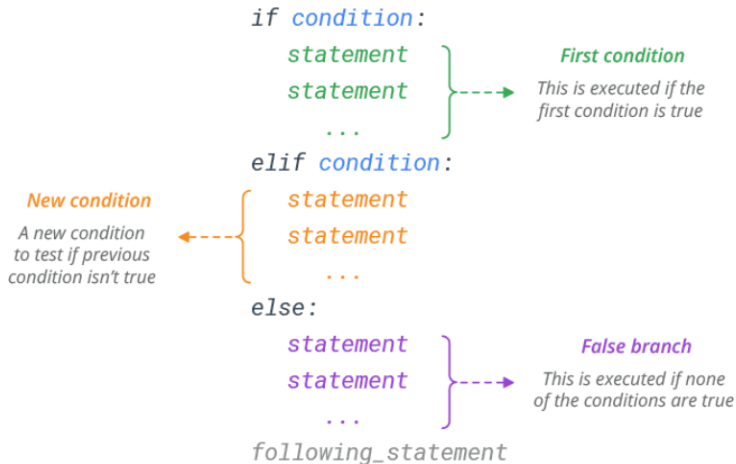 if condition:
statement
statement
...
First condition
This is executed if the
first condition is true
elif condition:
statement
statement
...
New condition
A new condition
to test if previous
condition isn't true
else:
statement
statement
...
False branch
This is executed if none
of the conditions are true
following_statement